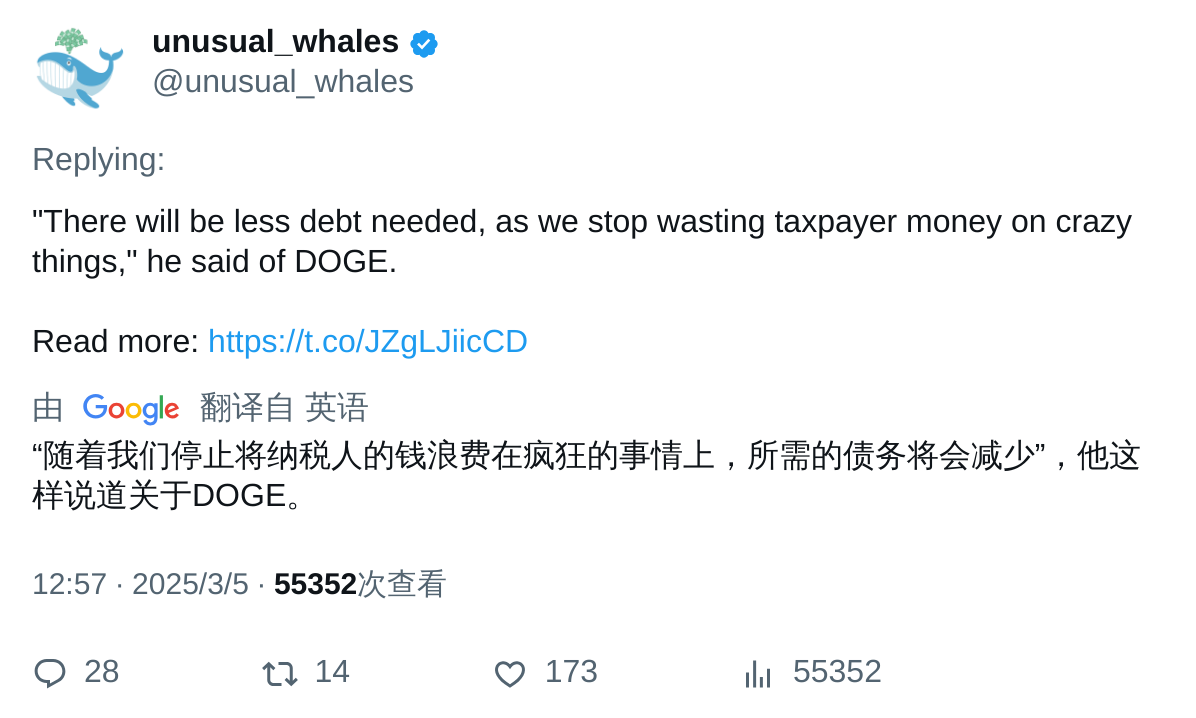 unusual_whales
@unusual_whales
Replying:
"There will be less debt needed, as we stop wasting taxpayer money on crazy
things," he said of DOGE.
Read more: https://t.co/JZgLJiicCD
由 Google 翻译自 英语
“随着我们停止将纳税人的钱浪费在疯狂的事情上，所需的债务将会减少”，他这
样说道关于DOGE。
12:57 · 2025/3/5 · 55352次查看
28 14 173 55352